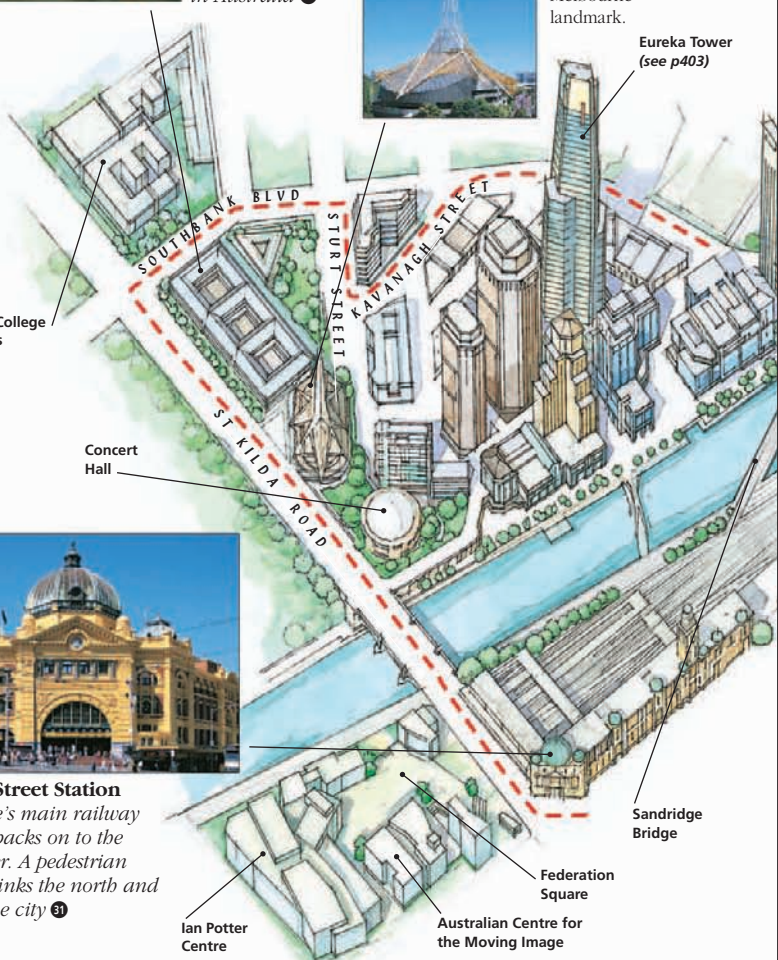 in Australia
Melbourne
landmark.
Eureka Tower
(see p403)
SOUTHBANK BLVD
STURT STREET
KAVANAGH STREET
College
s
Concert
Hall
ST KILDA ROAD
Street Station
e's main railway
backs on to the
r. A pedestrian
inks the north and
e city 31
Sandridge
Bridge
Federation
Square
Ian Potter
Centre
Australian Centre for
the Moving Image